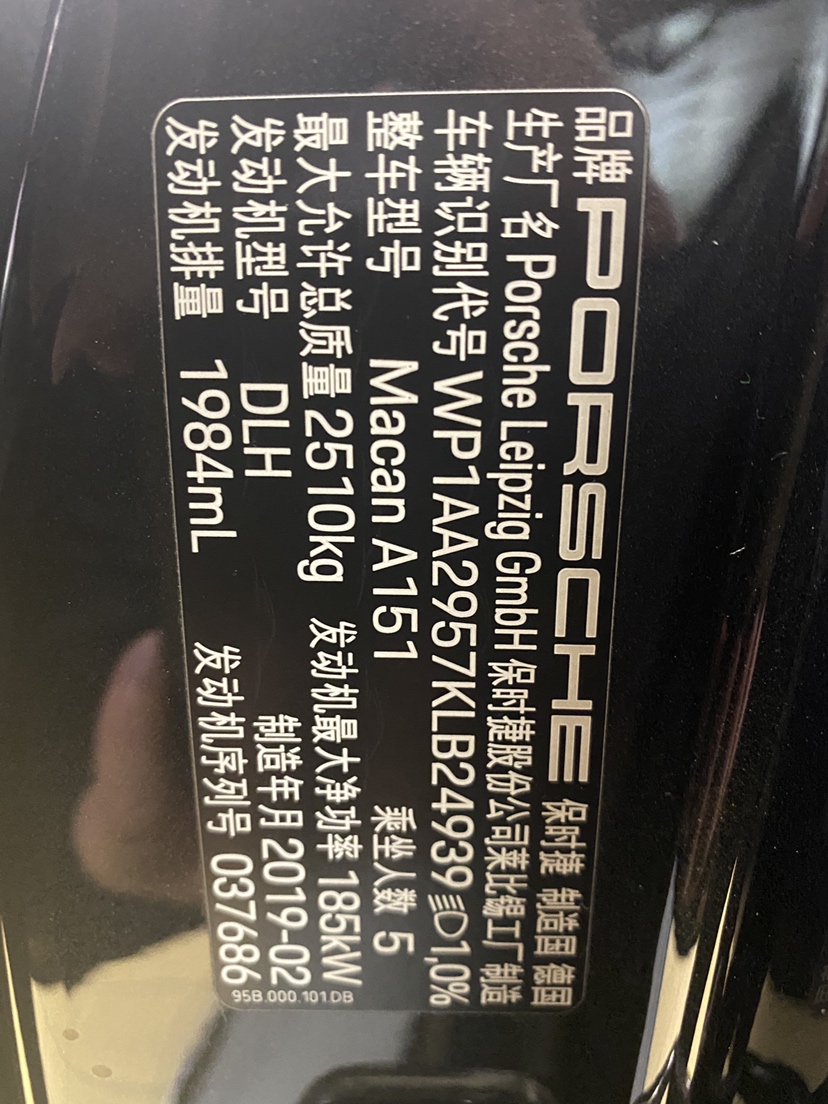 品牌 PORSCHE 保时捷 制造国 德国
生产厂名 Porsche Leipzig GmbH 保时捷股份公司莱比锡工厂 制造
车辆识别代号 WP1AA2957KLB24939 1,0%
整车型号 Macan A151 乘坐人数 5
最大允许总质量 2510kg 发动机最大净功率 185kW
发动机型号 DLH 制造年月 2019-02
发动机排量 1984mL 发动机序列号 037686
95B.000.101.DB